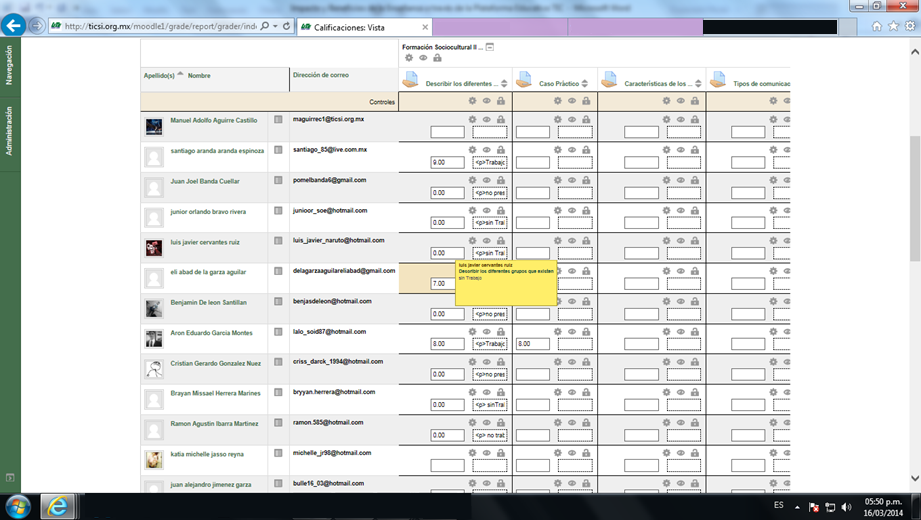 http://ticsi.org.mx/moodle1/grade/report/grader/inde
Calificaciones: Vista
Navegación
Administración
Formación Sociocultural II ...
Apellido(s) Nombre
Dirección de correo
Describir los diferentes ...
Caso Práctico
Características de los ...
Tipos de comunicac
Controles
Manuel Adolfo Aguirre Castillo maguirrec1@ticsi.org.mx
santiago aranda aranda espinoza santiago_85@live.com.mx 9.00 <p>Trabajc
Juan Joel Banda Cuellar pomelbanda6@gmail.com 0.00 <p>no pres
junior orlando bravo rivera junioor_soe@hotmail.com 0.00 <p>sin Trai
luis javier cervantes ruiz luis_javier_naruto@hotmail.com 0.00 <p>sin Trai
luis javier cervantes ruiz
Describir los diferentes grupos que existen
sin Trabajo
eli abad de la garza aguilar delagarzaaguilareliabad@gmail.com 7.00
Benjamin De leon Santillan benjasdeleon@hotmail.com 0.00 <p>no pres
Aron Eduardo Garcia Montes lalo_soid87@hotmail.com 8.00 <p>Trabajc 8.00
Cristian Gerardo Gonzalez Nuez criss_darck_1994@hotmail.com 0.00 <p>no pres
Brayan Missael Herrera Marines bryyan.herrera@hotmail.com 0.00 <p> sinTrai
Ramon Agustin Ibarra Martinez ramon.585@hotmail.com 0.00 <p> no trat
katia michelle jasso reyna michelle_jr98@hotmail.com
juan alejandro jimenez garza bulle16_03@hotmail.com
ES
05:50 p.m.
16/03/2014